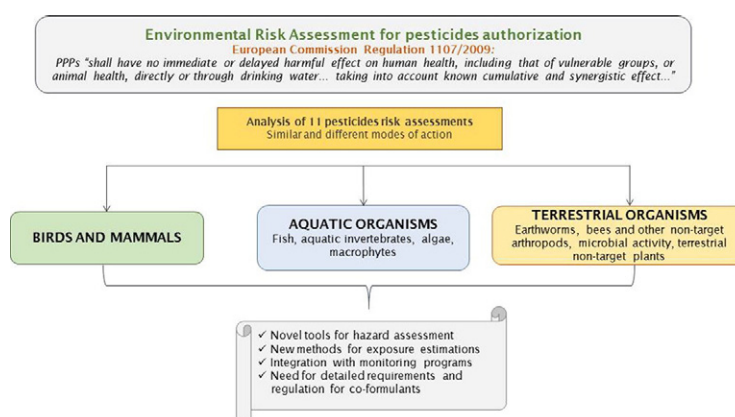 Environmental Risk Assessment for pesticides authorization
European Commission Regulation 1107/2009:
PPPs “shall have no immediate or delayed harmful effect on human health, including that of vulnerable groups, or
animal health, directly or through drinking water... taking into account known cumulative and synergistic effect...”
Analysis of 11 pesticides risk assessments
Similar and different modes of action
BIRDS AND MAMMALS
AQUATIC ORGANISMS
Fish, aquatic invertebrates, algae,
macrophytes
TERRESTRIAL ORGANISMS
Earthworms, bees and other non-target
arthropods, microbial activity, terrestrial
non-target plants
✓ Novel tools for hazard assessment
✓ New methods for exposure estimations
✓ Integration with monitoring programs
✓ Need for detailed requirements and
regulation for co-formulants